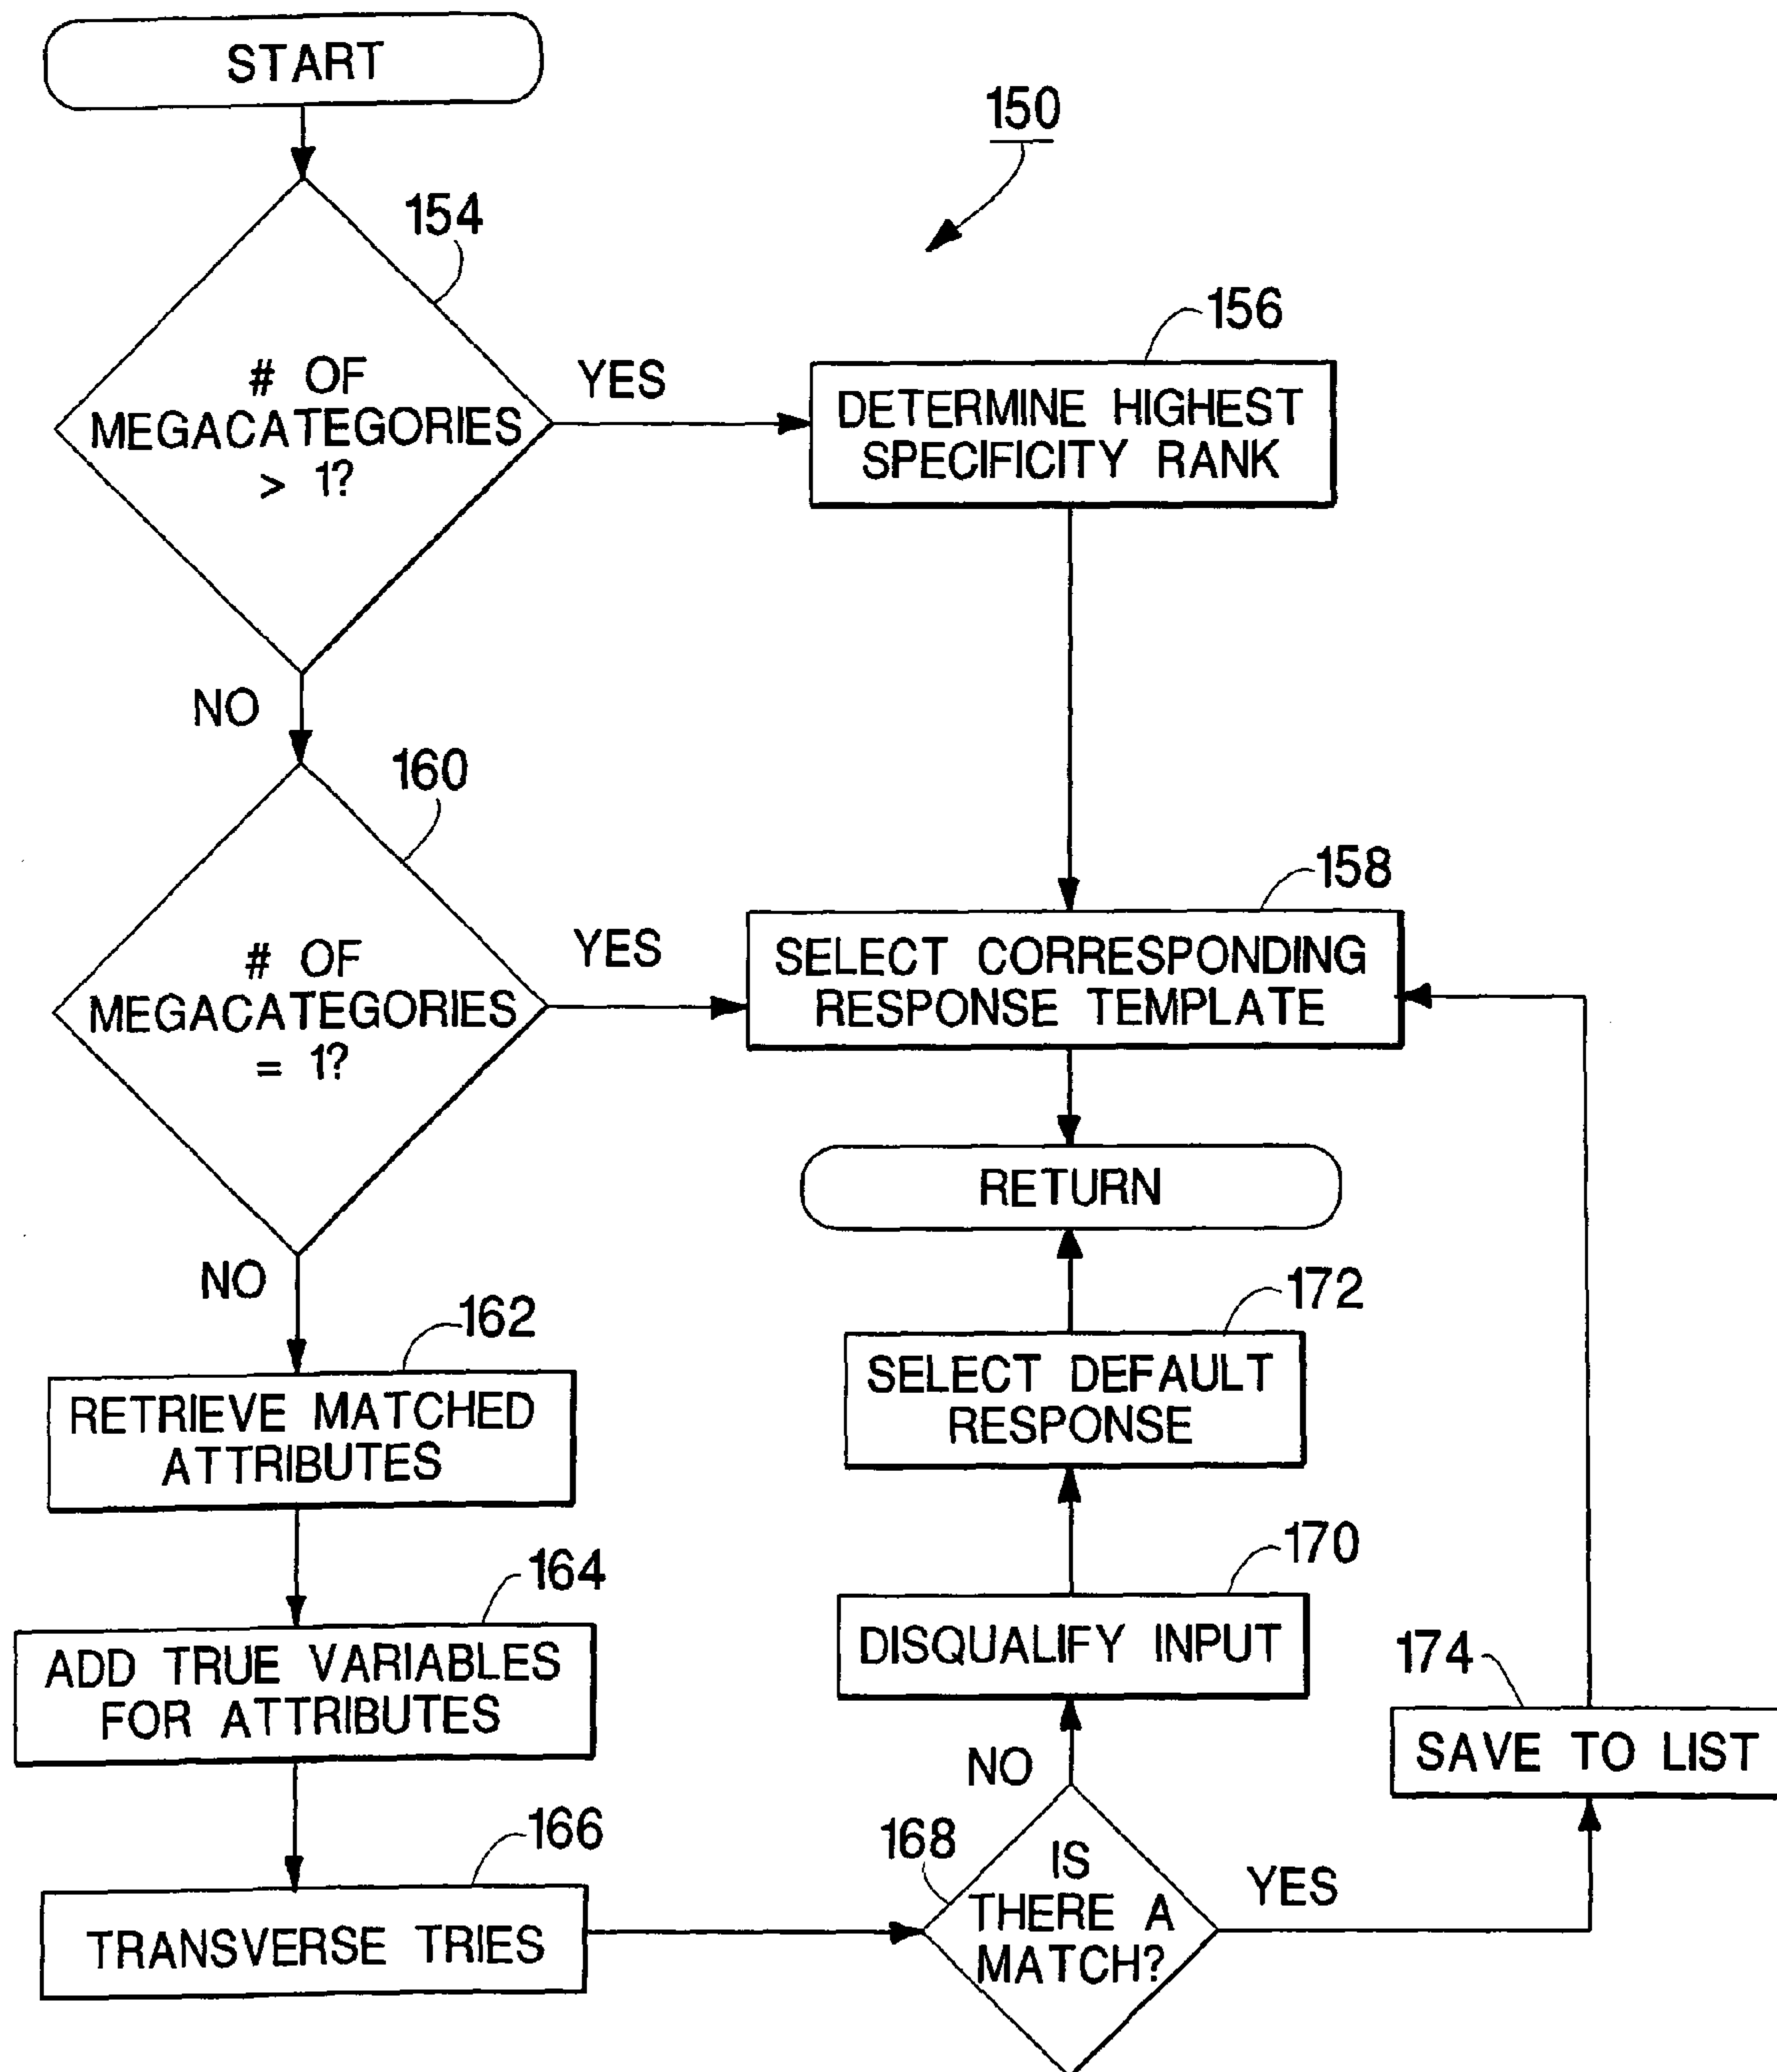 START
150
154
# OF
MEGACATEGORIES
> 1?
YES
156
DETERMINE HIGHEST
SPECIFICITY RANK
NO
160
# OF
MEGACATEGORIES
= 1?
YES
158
SELECT CORRESPONDING
RESPONSE TEMPLATE
RETURN
NO
162
RETRIEVE MATCHED
ATTRIBUTES
172
SELECT DEFAULT
RESPONSE
164
ADD TRUE VARIABLES
FOR ATTRIBUTES
170
DISQUALIFY INPUT
174
SAVE TO LIST
NO
166
TRANSVERSE TRIES
168
IS
THERE A
MATCH?
YES